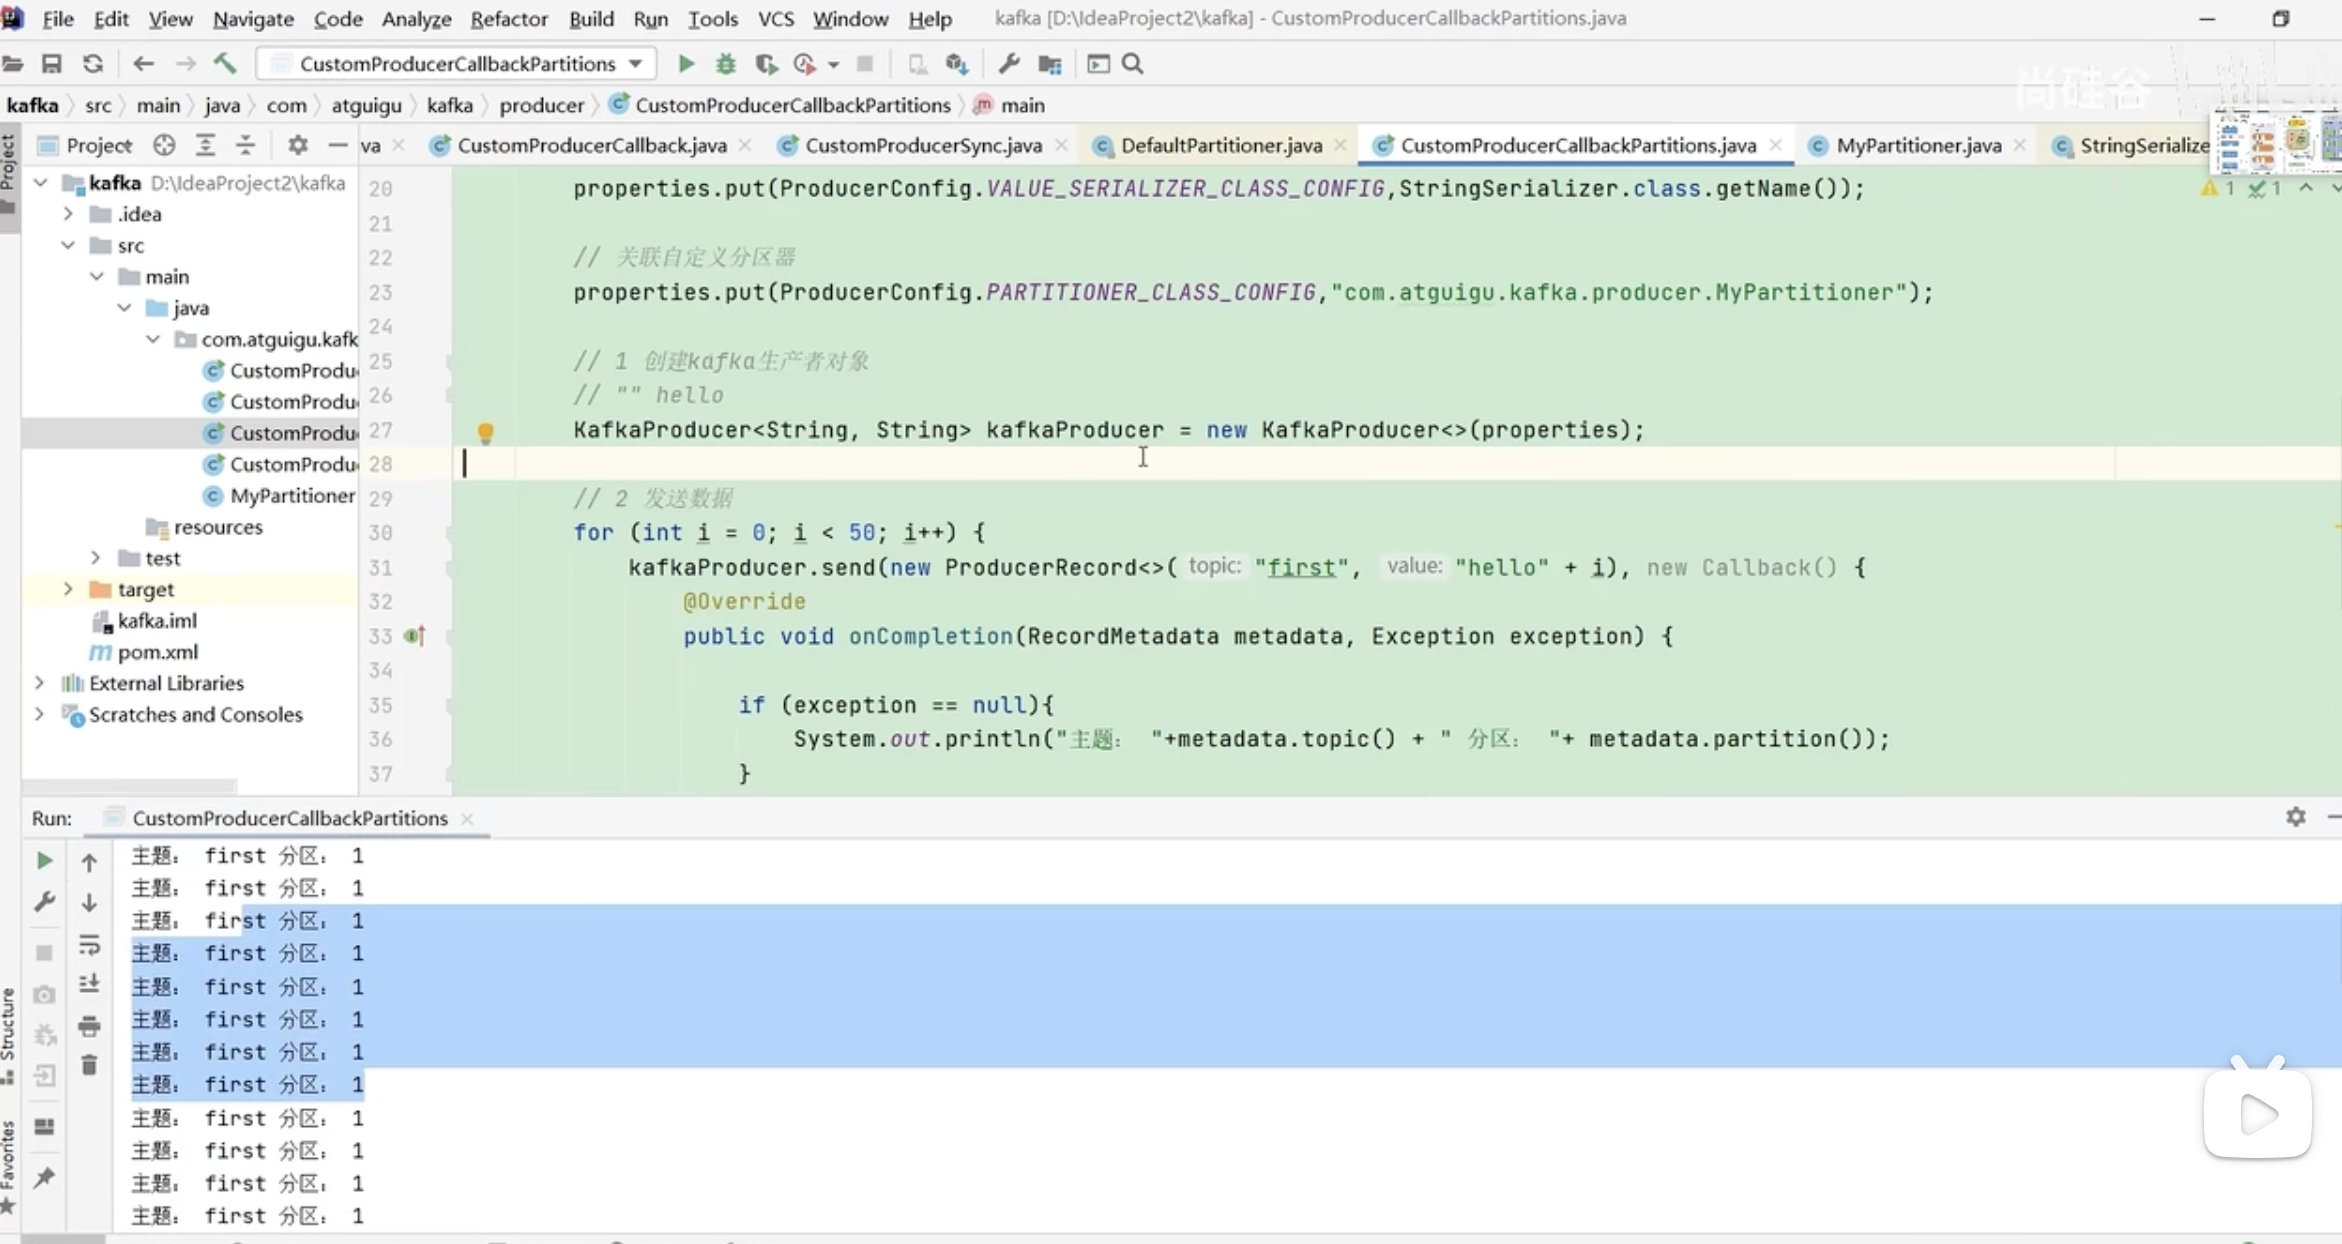 File Edit View Navigate Code Analyze Refactor Build Run Tools VCS Window Help kafka [D:\IdeaProject2\kafka] - CustomProducerCallbackPartitions.java
CustomProducerCallbackPartitions
尚硅谷
kafka src main java com atguigu kafka producer CustomProducerCallbackPartitions main
Project
Project
va CustomProducerCallback.java CustomProducerSync.java DefaultPartitioner.java CustomProducerCallbackPartitions.java MyPartitioner.java StringSerialize
kafka D:\IdeaProject2\kafka
.idea
src
main
java
com.atguigu.kafk
CustomProdu
CustomProdu
CustomProdu
CustomProdu
MyPartitioner
resources
test
target
kafka.iml
pom.xml
External Libraries
Scratches and Consoles
1 1
20 properties.put(ProducerConfig.VALUE_SERIALIZER_CLASS_CONFIG,StringSerializer.class.getName());
21
22 // 关联自定义分区器
23 properties.put(ProducerConfig.PARTITIONER_CLASS_CONFIG,"com.atguigu.kafka.producer.MyPartitioner");
24
25 // 1 创建kafka生产者对象
26 // "" hello
27 KafkaProducer<String, String> kafkaProducer = new KafkaProducer<>(properties);
28
29 // 2 发送数据
30 for (int i = 0; i < 50; i++) {
31 kafkaProducer.send(new ProducerRecord<>( topic: "first", value: "hello" + i), new Callback() {
32 @Override
33 public void onCompletion(RecordMetadata metadata, Exception exception) {
34
35 if (exception == null){
36 System.out.println("主题： "+metadata.topic() + " 分区： "+ metadata.partition());
37 }
Run: CustomProducerCallbackPartitions
主题： first 分区： 1
主题： first 分区： 1
主题： first 分区： 1
主题： first 分区： 1
主题： first 分区： 1
主题： first 分区： 1
主题： first 分区： 1
主题： first 分区： 1
主题： first 分区： 1
主题： first 分区： 1
主题： first 分区： 1
主题： first 分区： 1
Structure
Favorites